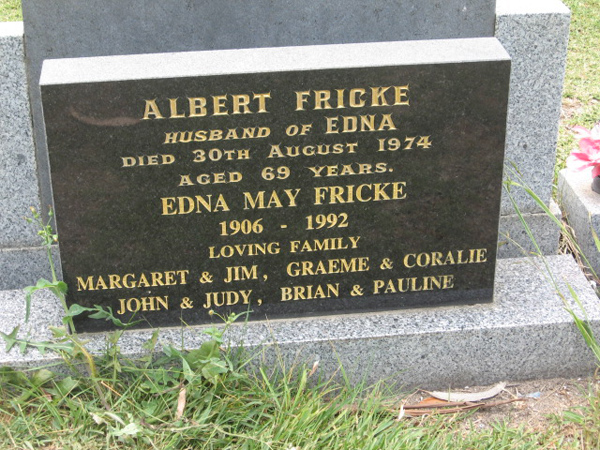 ALBERT FRICKE
HUSBAND OF EDNA
DIED 30TH AUGUST 1974
AGED 69 YEARS.
EDNA MAY FRICKE
1906 - 1992
LOVING FAMILY
MARGARET & JIM, GRAEME & CORALIE
JOHN & JUDY, BRIAN & PAULINE